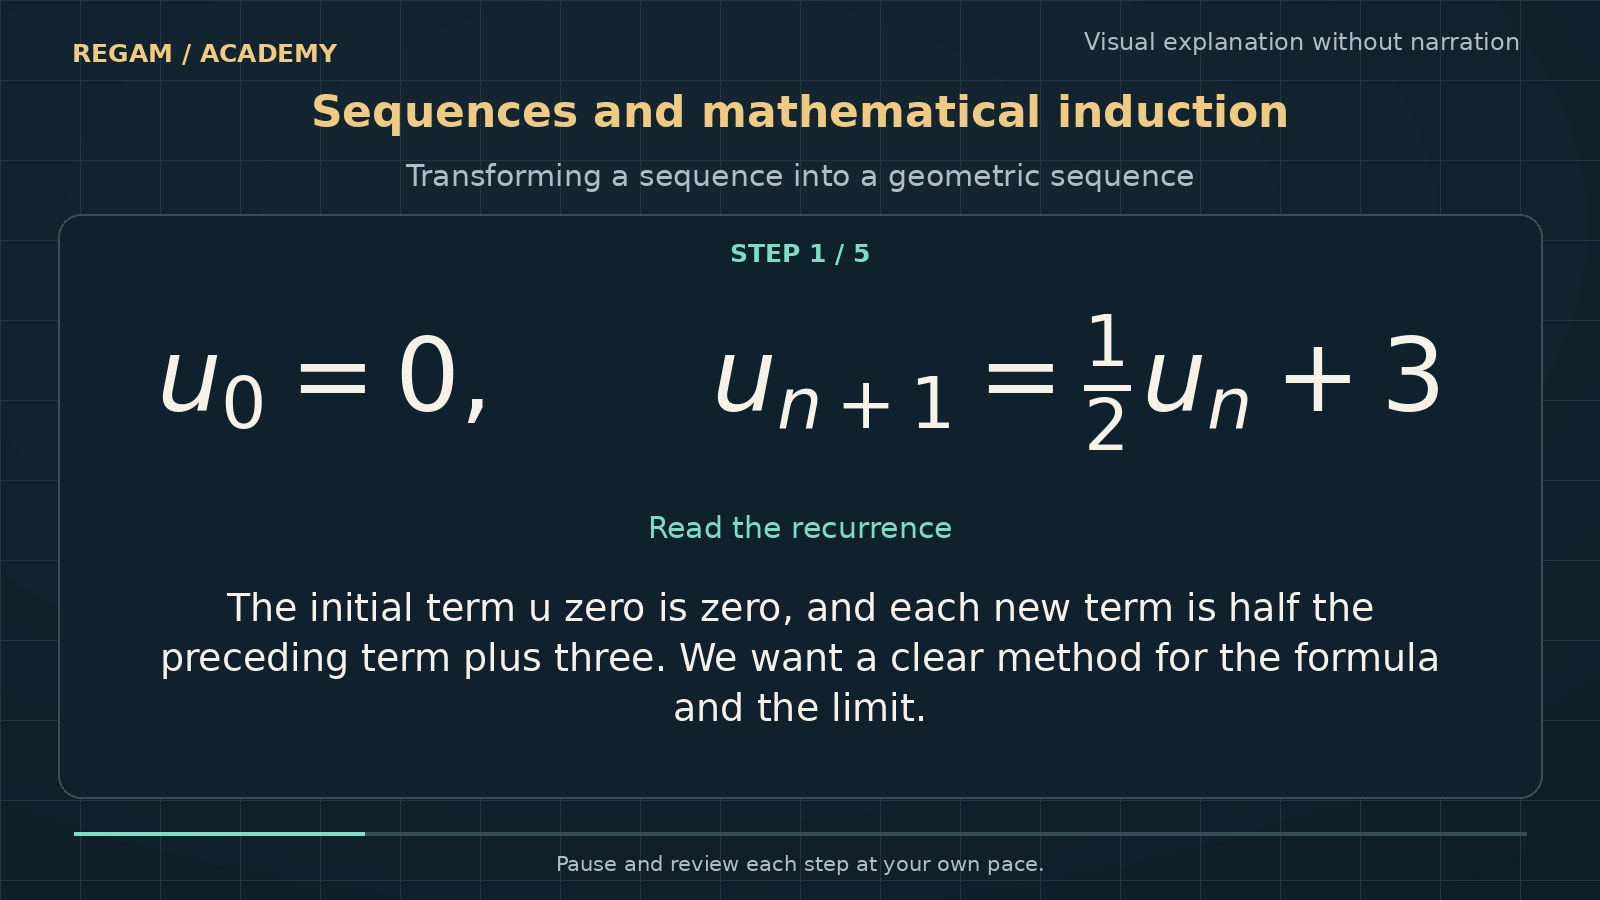 REGAM / ACADEMY
Visual explanation without narration
Sequences and mathematical induction
Transforming a sequence into a geometric sequence
STEP 1 / 5
u₀ = 0, uₙ₊₁ = ½uₙ + 3
Read the recurrence
The initial term u zero is zero, and each new term is half the
preceding term plus three. We want a clear method for the formula
and the limit.
Pause and review each step at your own pace.